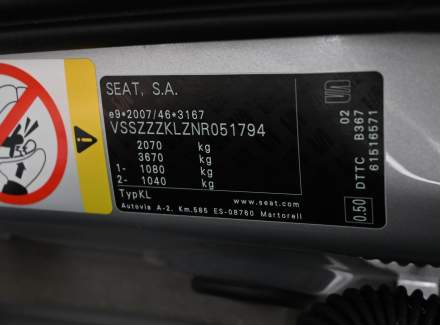 SEAT, S.A.
e9*2007/46*3167
VSSZZZKLZNR051794
2070 kg
3670 kg
1- 1080 kg
2- 1040 kg
TypKL
www.seat.com
Autovía A-2, Km.585 ES-08760 Martorell
0.50 DTTC B367 02
61516571